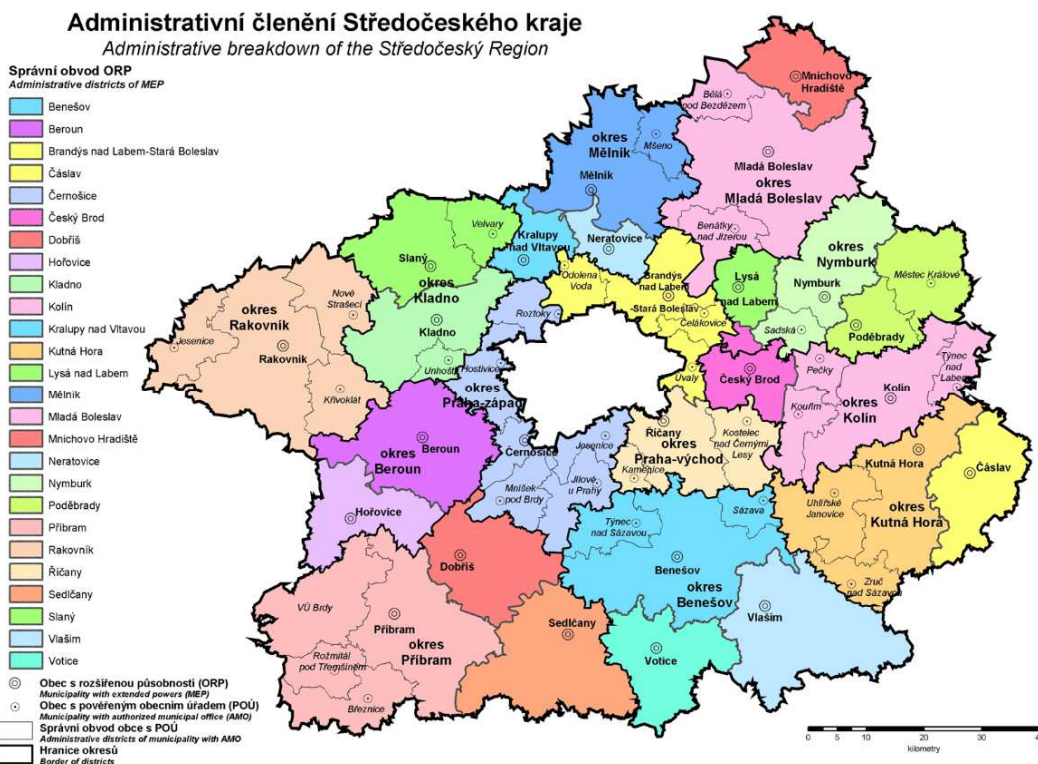 Administrativní členění Středočeského kraje
Administrative breakdown of the Středočeský Region
Správní obvod ORP
Administrative districts of MEP
Benešov
Beroun
Brandýs nad Labem-Stará Boleslav
Čáslav
Černošice
Český Brod
Dobříš
Hořovice
Kladno
Kolín
Kralupy nad Vltavou
Kutná Hora
Lysá nad Labem
Mělník
Mladá Boleslav
Mnichovo Hradiště
Neratovice
Nymburk
Poděbrady
Příbram
Rakovník
Říčany
Sedlčany
Slaný
Vlašim
Votice
Obec s rozšířenou působností (ORP)
Municipality with extended powers (MEP)
Obec s pověřeným obecním úřadem (POÚ)
Municipality with authorized municipal office (AMO)
Správní obvod obce s POÚ
Administrative districts of municipality with AMO
Hranice okresů
Border of districts
Mnichovo
Hradiště
Bělá
pod Bezdězem
okres
Mělník
Mšeno
Mělník
Mladá Boleslav
okres
Mladá Boleslav
Benátky
nad Jizerou
Velvary
Slaný
okres
Kladno
Kladno
Unhošť
Kralupy
nad Vltavou
Neratovice
Odolena
Voda
Brandýs
nad Labem
-Stará Boleslav
Čelákovice
Úvaly
Lysá
nad Labem
okres
Nymburk
Nymburk
Sadská
Městec Králové
Poděbrady
Nové
Strašecí
okres
Rakovník
Jesenice
Rakovník
Křivoklát
Roztoky
Hostivice
okres
Praha-západ
Černošice
Mníšek
pod Brdy
Jesenice
Jílové
u Prahy
okres
Beroun
Beroun
Hořovice
Český Brod
Pečky
Kouřim
Kolín
okres
Kolín
Týnec
nad
Labem
Říčany
okres
Praha-východ
Kostelec
nad Černými
Lesy
Kamenice
Kutná Hora
Uhlířské
Janovice
okres
Kutná Hora
Zruč
nad Sázavou
Čáslav
Týnec
nad Sázavou
Sázava
Benešov
okres
Benešov
Vlašim
Votice
Dobříš
Sedlčany
VÚ Brdy
Příbram
okres
Příbram
Rožmitál
pod Třemšínem
Březnice
0 5 10 20 30 40
kilometry